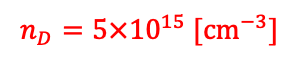 n_D = 5×10^15 [cm^−3]